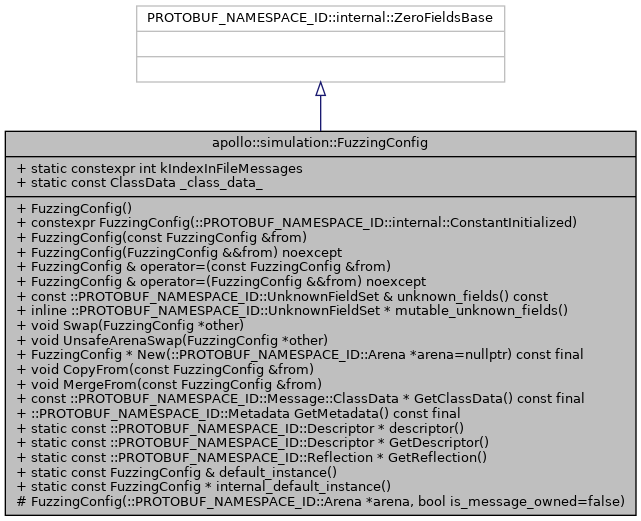 PROTOBUF_NAMESPACE_ID::internal::ZeroFieldsBase
apollo::simulation::FuzzingConfig
+ static constexpr int kIndexInFileMessages
+ static const ClassData _class_data_
+ FuzzingConfig()
+ constexpr FuzzingConfig(::PROTOBUF_NAMESPACE_ID::internal::ConstantInitialized)
+ FuzzingConfig(const FuzzingConfig &from)
+ FuzzingConfig(FuzzingConfig &&from) noexcept
+ FuzzingConfig & operator=(const FuzzingConfig &from)
+ FuzzingConfig & operator=(FuzzingConfig &&from) noexcept
+ const ::PROTOBUF_NAMESPACE_ID::UnknownFieldSet & unknown_fields() const
+ inline ::PROTOBUF_NAMESPACE_ID::UnknownFieldSet * mutable_unknown_fields()
+ void Swap(FuzzingConfig *other)
+ void UnsafeArenaSwap(FuzzingConfig *other)
+ FuzzingConfig * New(::PROTOBUF_NAMESPACE_ID::Arena *arena=nullptr) const final
+ void CopyFrom(const FuzzingConfig &from)
+ void MergeFrom(const FuzzingConfig &from)
+ const ::PROTOBUF_NAMESPACE_ID::Message::ClassData * GetClassData() const final
+ ::PROTOBUF_NAMESPACE_ID::Metadata GetMetadata() const final
+ static const ::PROTOBUF_NAMESPACE_ID::Descriptor * descriptor()
+ static const ::PROTOBUF_NAMESPACE_ID::Descriptor * GetDescriptor()
+ static const ::PROTOBUF_NAMESPACE_ID::Reflection * GetReflection()
+ static const FuzzingConfig & default_instance()
+ static const FuzzingConfig * internal_default_instance()
# FuzzingConfig(::PROTOBUF_NAMESPACE_ID::Arena *arena, bool is_message_owned=false)